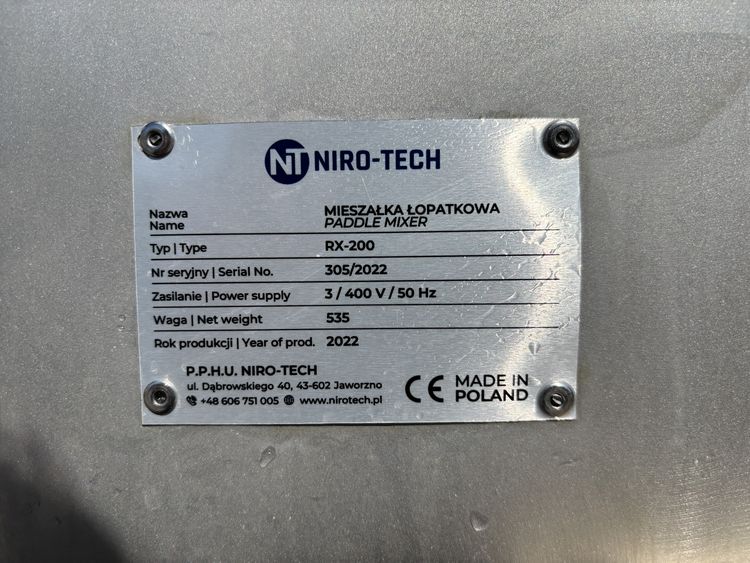 NT NIRO-TECH
Nazwa MIESZAŁKA ŁOPATKOWA
Name PADDLE MIXER
Typ | Type RX-200
Nr seryjny | Serial No. 305/2022
Zasilanie | Power supply 3 / 400 V / 50 Hz
Waga | Net weight 535
Rok produkcji | Year of prod. 2022
P.P.H.U. NIRO-TECH
ul. Dąbrowskiego 40, 43-602 Jaworzno
+48 606 751 005 www.nirotech.pl
CE MADE IN
POLAND